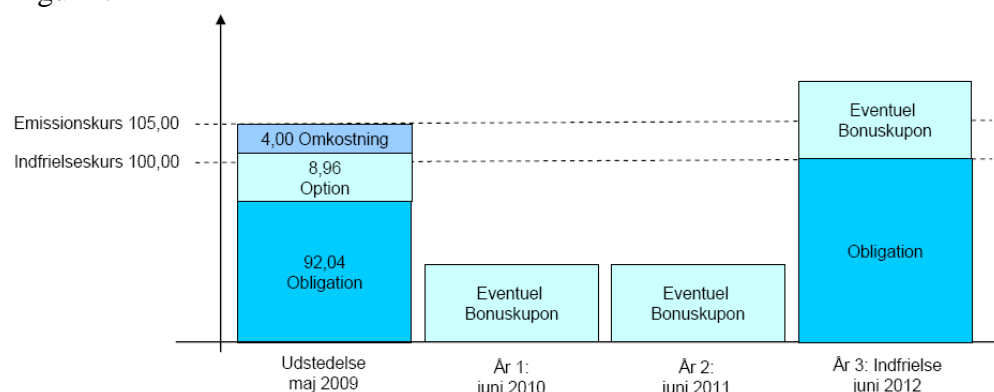 Emissionskurs 105,00
Indfrielseskurs 100,00
4,00 Omkostning
8,96
Option
92,04
Obligation
Eventuel
Bonuskupon
Eventuel
Bonuskupon
Eventuel
Bonuskupon
Obligation
Udstedelse
maj 2009
År 1:
juni 2010
År 2:
juni 2011
År 3: Indfrielse
juni 2012